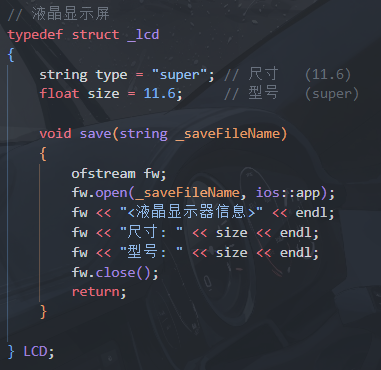 // 液晶显示屏
typedef struct _lcd
{
    string type = "super"; // 尺寸   (11.6)
    float size = 11.6;     // 型号   (super)

    void save(string _saveFileName)
    {
        ofstream fw;
        fw.open(_saveFileName, ios::app);
        fw << "<液晶显示器信息>" << endl;
        fw << "尺寸: " << size << endl;
        fw << "型号: " << size << endl;
        fw.close();
        return;
    }

} LCD;